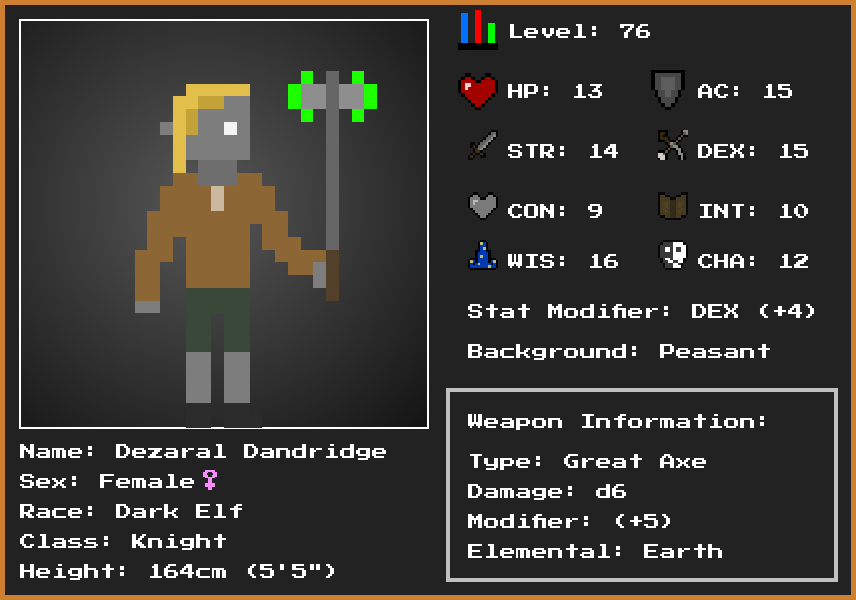 Level: 76
HP: 13
AC: 15
STR: 14
DEX: 15
CON: 9
INT: 10
WIS: 16
CHA: 12
Stat Modifier: DEX (+4)
Background: Peasant
Name: Dezaral Dandridge
Sex: Female♀
Race: Dark Elf
Class: Knight
Height: 164cm (5'5")
Weapon Information:
Type: Great Axe
Damage: d6
Modifier: (+5)
Elemental: Earth